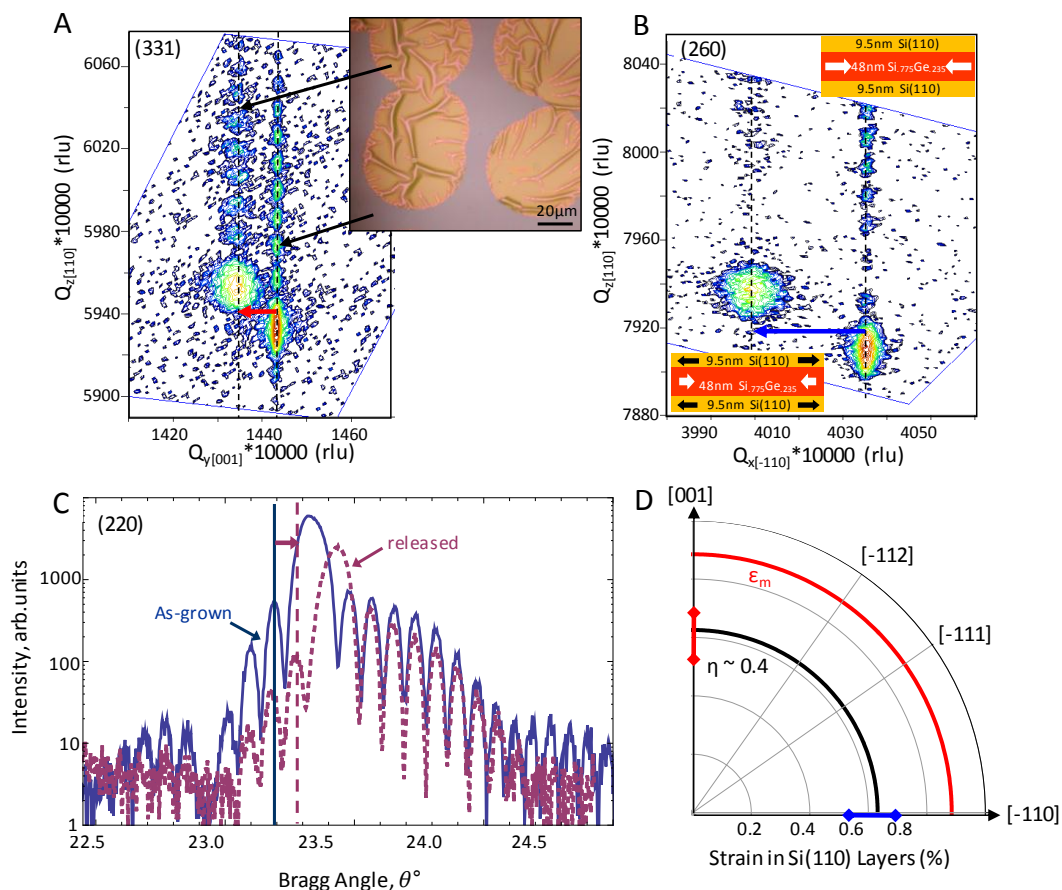 A
(331)
6060
6020
5980
5940
5900
Qz[110]*10000 (rlu)
1420
1440
1460
Qy[001]*10000 (rlu)
20µm
B
(260)
9.5nm Si(110)
48nm Si.775Ge.235
9.5nm Si(110)
8040
8000
7960
7920
7880
Qz[110]*10000 (rlu)
9.5nm Si(110)
48nm Si.775Ge.235
9.5nm Si(110)
3990
4010
4030
4050
Qx[-110]*10000 (rlu)
C
(220)
released
As-grown
1000
100
10
1
Intensity, arb.units
22.5
23.0
23.5
24.0
24.5
Bragg Angle, θ°
D
[001]
[-112]
[-111]
[-110]
εm
η ~ 0.4
0.2
0.4
0.6
0.8
Strain in Si(110) Layers (%)